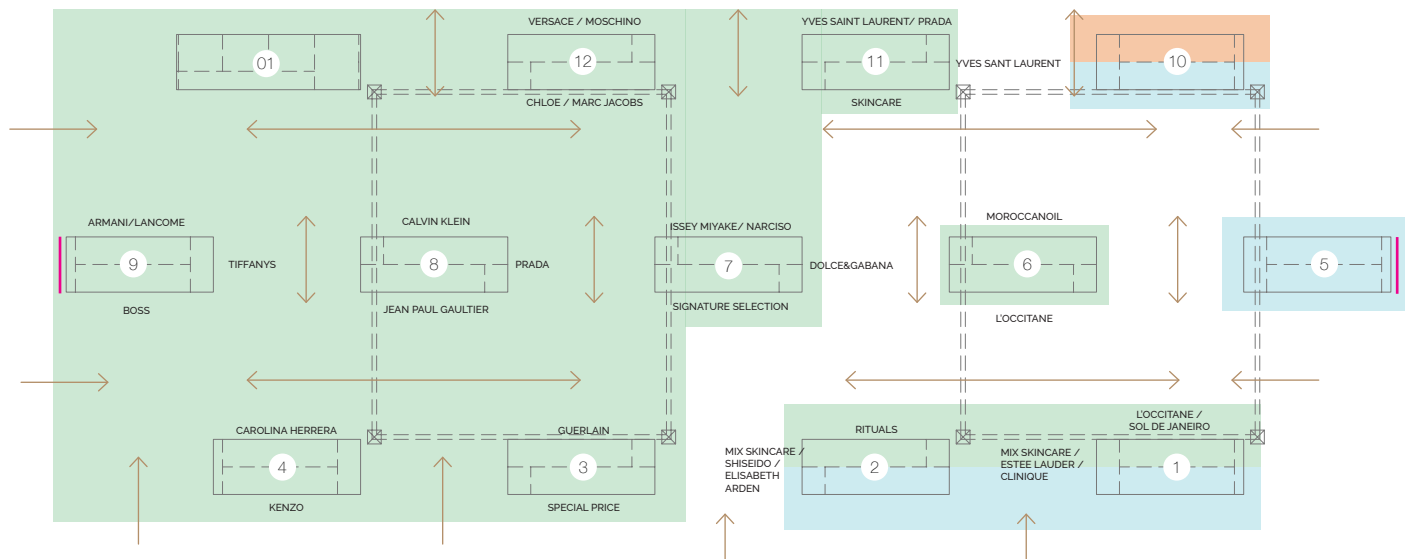 VERSACE / MOSCHINO
YVES SAINT LAURENT/ PRADA
01
12
11
YVES SANT LAURENT
10
CHLOE / MARC JACOBS
SKINCARE
ARMANI/LANCOME
CALVIN KLEIN
ISSEY MIYAKE/ NARCISO
MOROCCANOIL
9
TIFFANYS
8
PRADA
7
DOLCE&GABANA
6
5
BOSS
JEAN PAUL GAULTIER
SIGNATURE SELECTION
L'OCCITANE
CAROLINA HERRERA
GUERLAIN
RITUALS
L'OCCITANE /
SOL DE JANEIRO
4
3
MIX SKINCARE /
SHISEIDO /
ELISABETH
ARDEN
2
MIX SKINCARE /
ESTEE LAUDER /
CLINIQUE
1
KENZO
SPECIAL PRICE